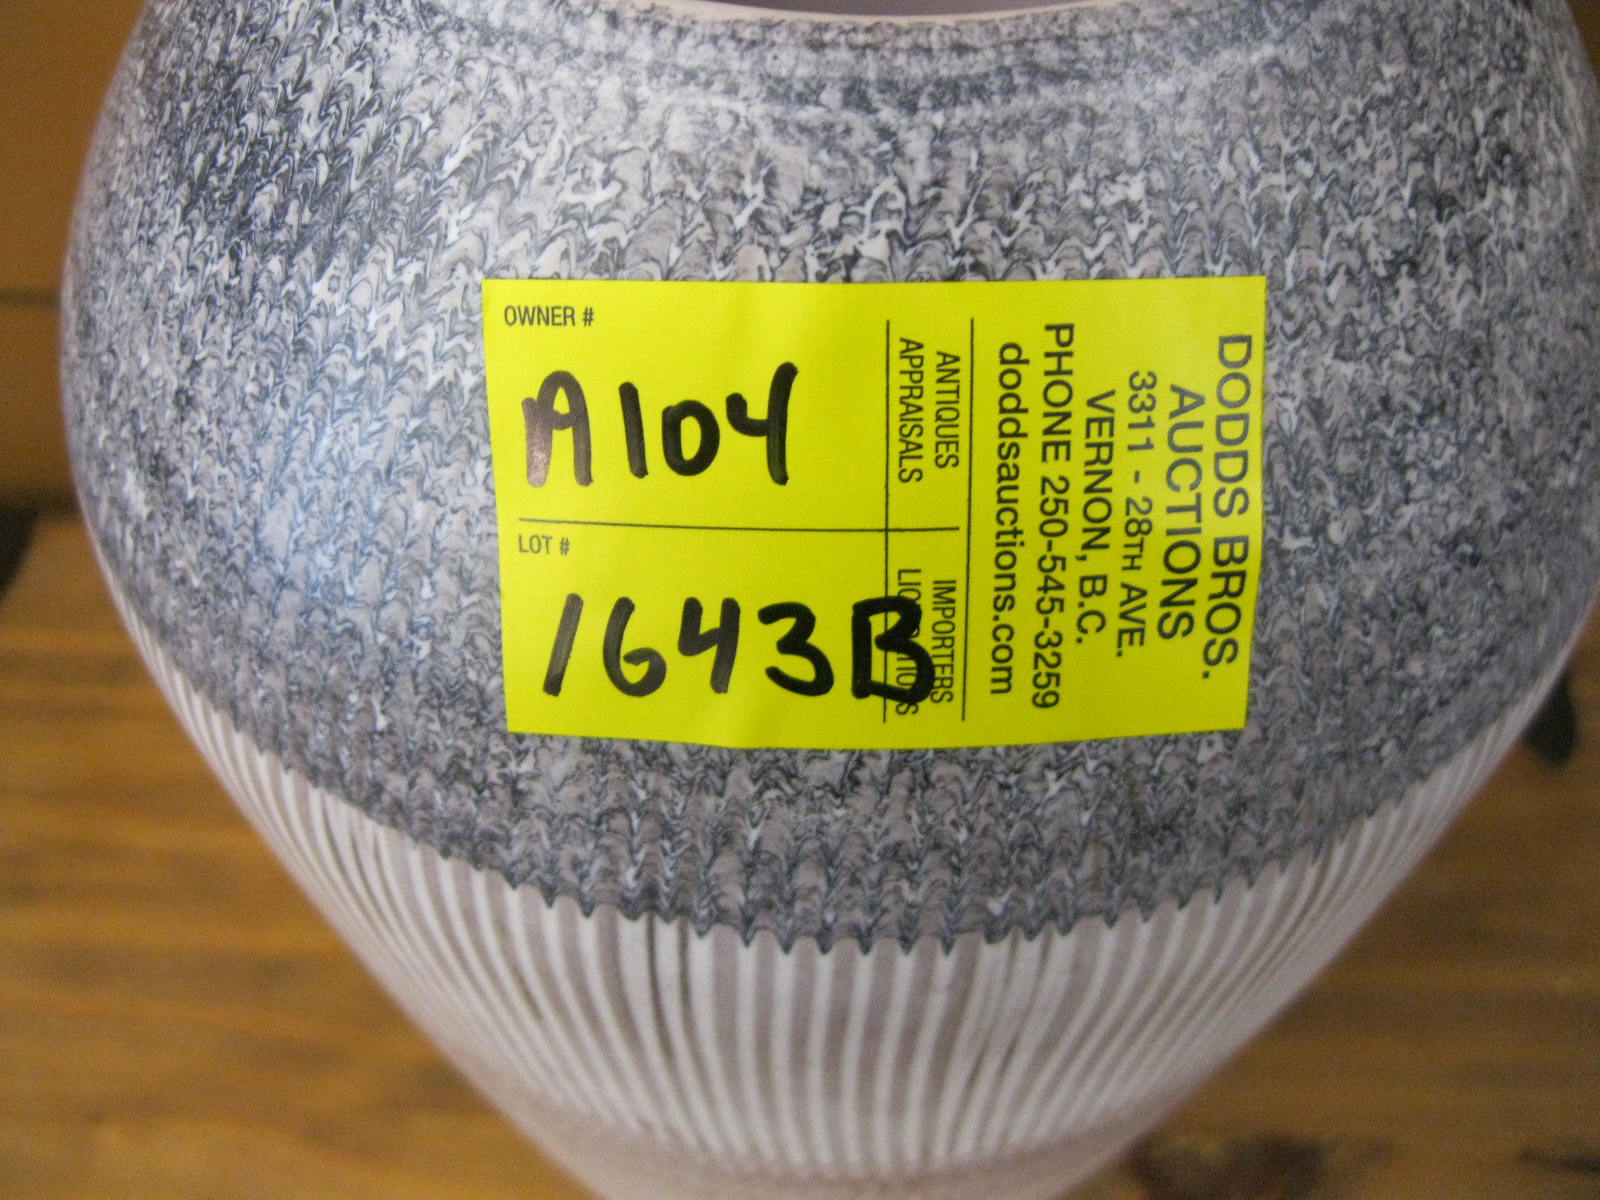 OWNER #
A104
LOT #
1643B
DODDS BROS.
AUCTIONS
3311 - 28TH AVE.
VERNON, B.C.
PHONE 250-545-3259
doddsauctions.com
ANTIQUES IMPORTERS
APPRAISALS LIQUIDATIONS